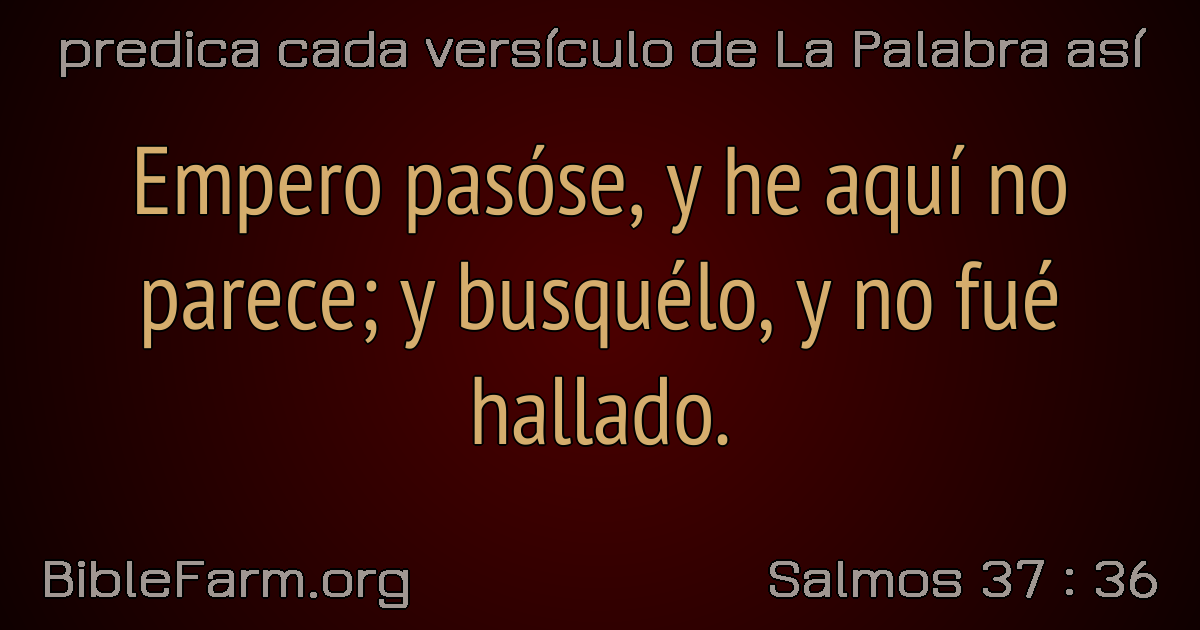 predica cada versículo de La Palabra así
Empero pasóse, y he aquí no
parece; y busquélo, y no fué
hallado.
BibleFarm.org
Salmos 37 : 36